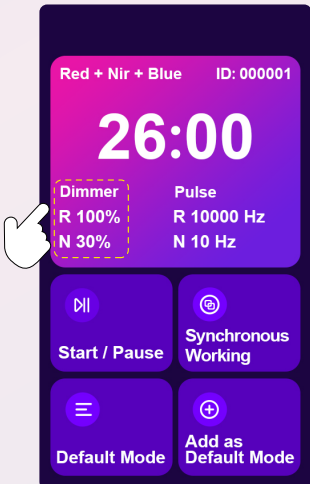 Red + Nir + Blue ID: 000001
26:00
Dimmer Pulse
R 100% R 10000 Hz
N 30% N 10 Hz
Start / Pause
Synchronous
Working
Default Mode
Add as
Default Mode